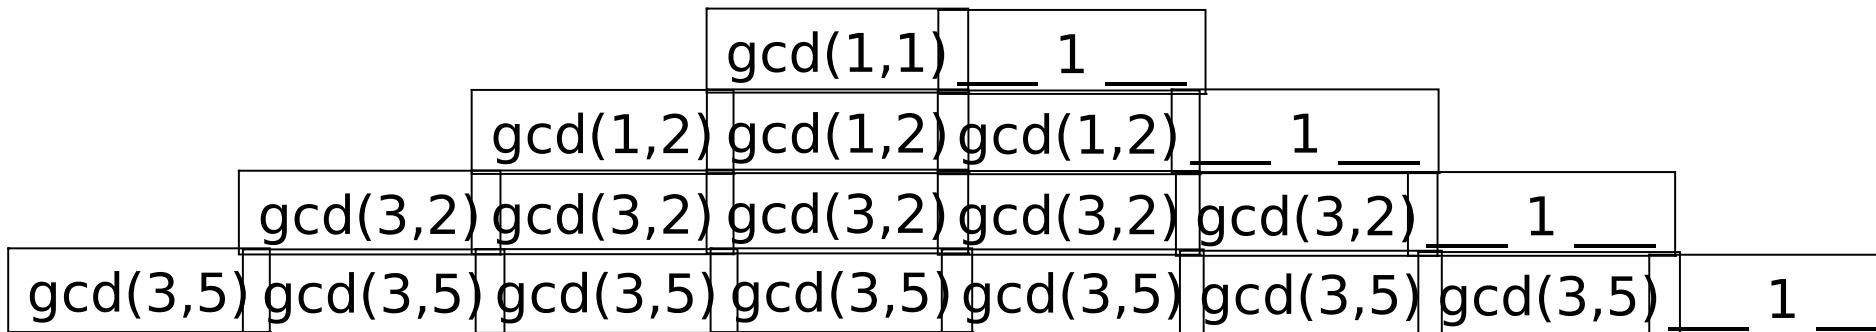 gcd(1,1) ___ 1 ___
gcd(1,2) gcd(1,2) gcd(1,2) ___ 1 ___
gcd(3,2) gcd(3,2) gcd(3,2) gcd(3,2) gcd(3,2) ___ 1 ___
gcd(3,5) gcd(3,5) gcd(3,5) gcd(3,5) gcd(3,5) gcd(3,5) gcd(3,5) ___ 1 ___